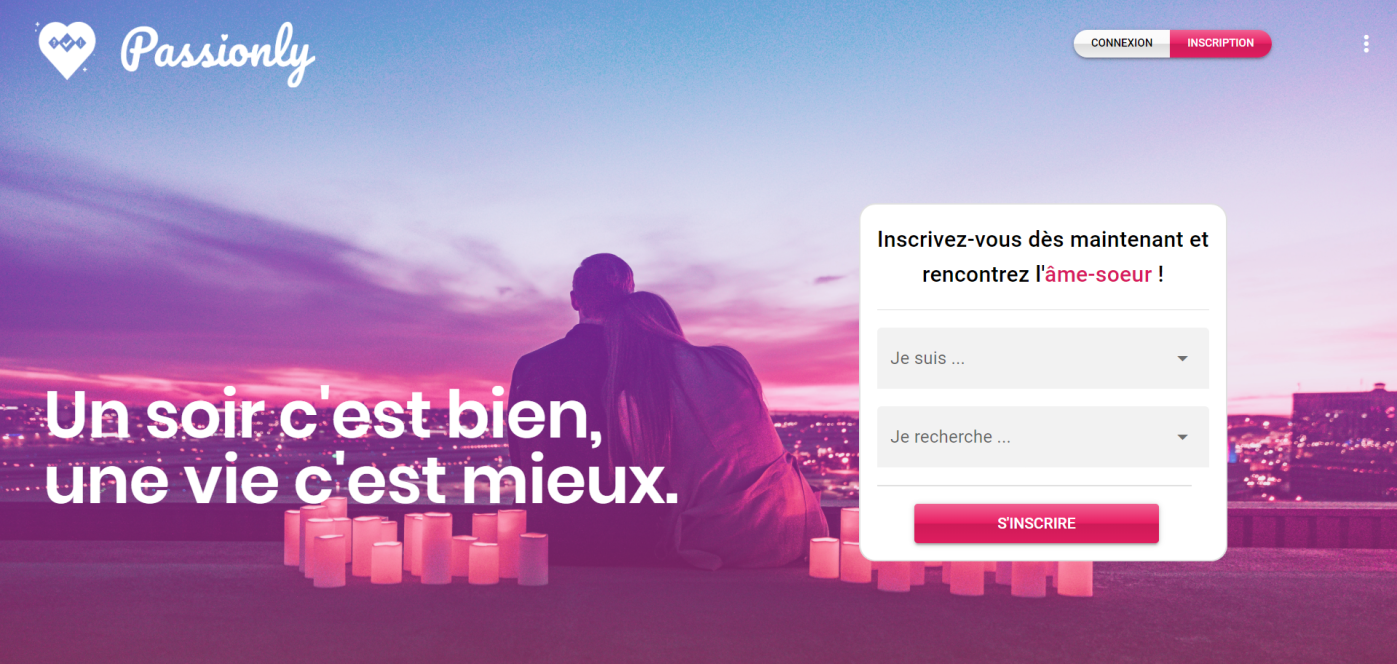 Passionly
CONNEXION
INSCRIPTION
Inscrivez-vous dès maintenant et
rencontrez l'âme-soeur !
Je suis ...
Je recherche ...
S'INSCRIRE
Un soir c'est bien,
une vie c'est mieux.